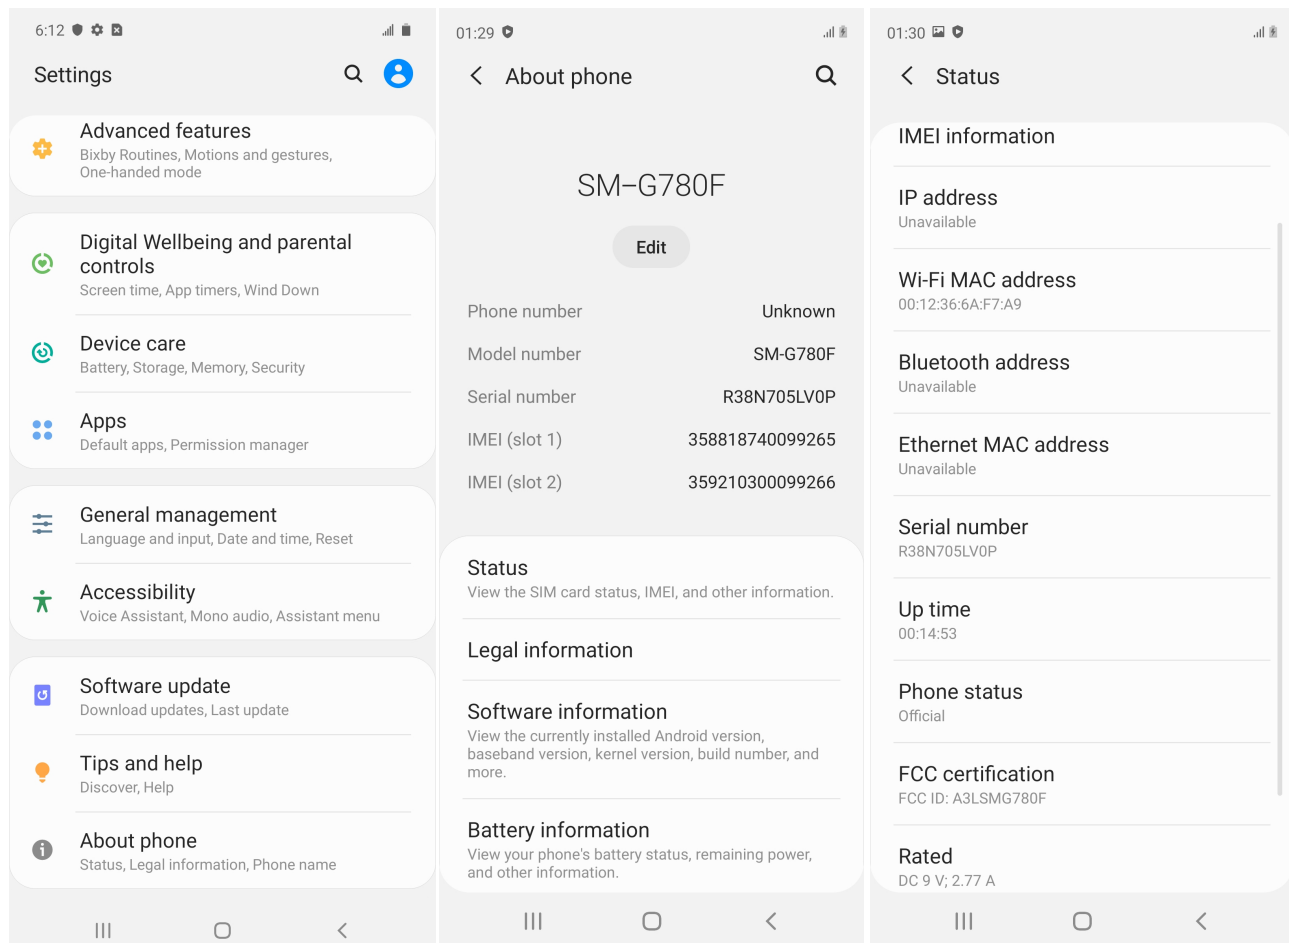 6:12
Settings
Advanced features
Bixby Routines, Motions and gestures,
One-handed mode
Digital Wellbeing and parental
controls
Screen time, App timers, Wind Down
Device care
Battery, Storage, Memory, Security
Apps
Default apps, Permission manager
General management
Language and input, Date and time, Reset
Accessibility
Voice Assistant, Mono audio, Assistant menu
Software update
Download updates, Last update
Tips and help
Discover, Help
About phone
Status, Legal information, Phone name
01:29
About phone
SM-G780F
Edit
Phone number Unknown
Model number SM-G780F
Serial number R38N705LV0P
IMEI (slot 1) 358818740099265
IMEI (slot 2) 359210300099266
Status
View the SIM card status, IMEI, and other information.
Legal information
Software information
View the currently installed Android version,
baseband version, kernel version, build number, and
more.
Battery information
View your phone's battery status, remaining power,
and other information.
01:30
Status
IMEI information
IP address
Unavailable
Wi-Fi MAC address
00:12:36:6A:F7:A9
Bluetooth address
Unavailable
Ethernet MAC address
Unavailable
Serial number
R38N705LV0P
Up time
00:14:53
Phone status
Official
FCC certification
FCC ID: A3LSMG780F
Rated
DC 9 V; 2.77 A